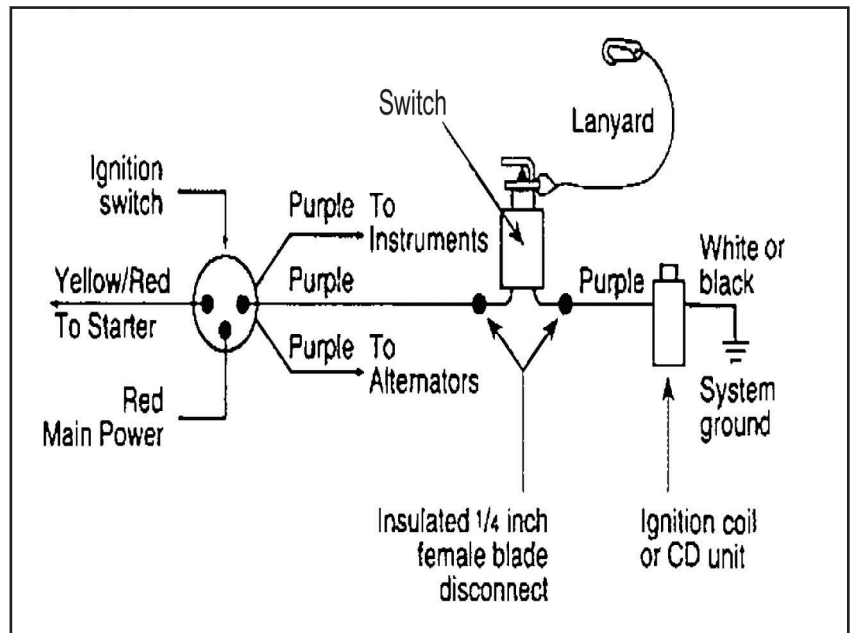 Switch
Lanyard
Ignition
switch
Purple To
Instruments
Yellow/Red
To Starter
Purple
Purple
White or
black
Purple To
Alternators
Red
Main Power
System
ground
Insulated 1/4 inch
female blade
disconnect
Ignition coil
or CD unit